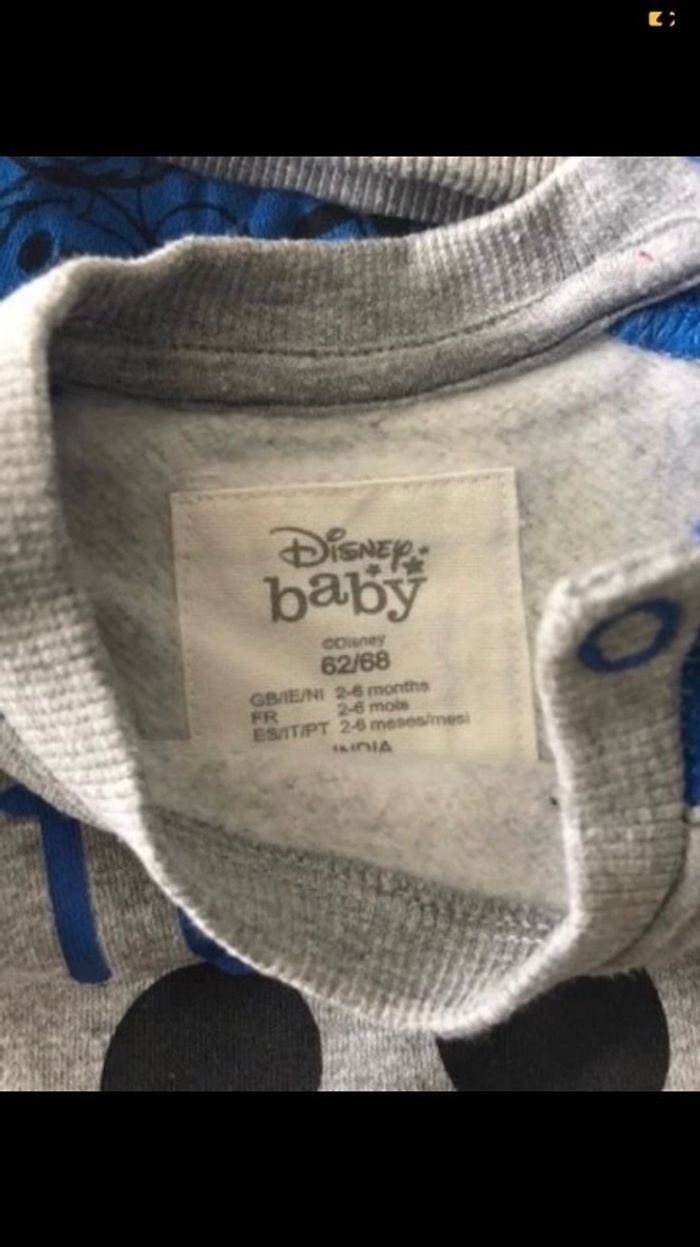 Disney
baby
©Disney
62/68
GB/IE/NI 2-6 months
FR 2-6 mois
ES/IT/PT 2-6 meses/mesi
INDIA